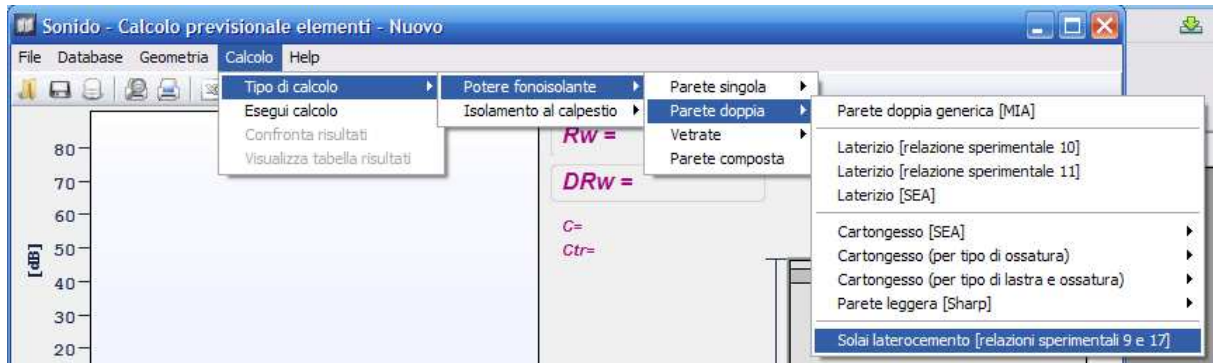 Sonido - Calcolo previsionale elementi - Nuovo
File Database Geometria Calcolo Help
Tipo di calcolo
Esegui calcolo
Confronta risultati
Visualizza tabella risultati
Potere fonoisolante
Isolamento al calpestio
Parete singola
Parete doppia
Vetrate
Parete composta
Parete doppia generica [MIA]
Laterizio [relazione sperimentale 10]
Laterizio [relazione sperimentale 11]
Laterizio [SEA]
Cartongesso [SEA]
Cartongesso (per tipo di ossatura)
Cartongesso (per tipo di lastra e ossatura)
Parete leggera [Sharp]
Solai laterocemento [relazioni sperimentali 9 e 17]
Rw =
DRw =
C=
Ctr=
[dB]
80
70
60
50
40
30
20